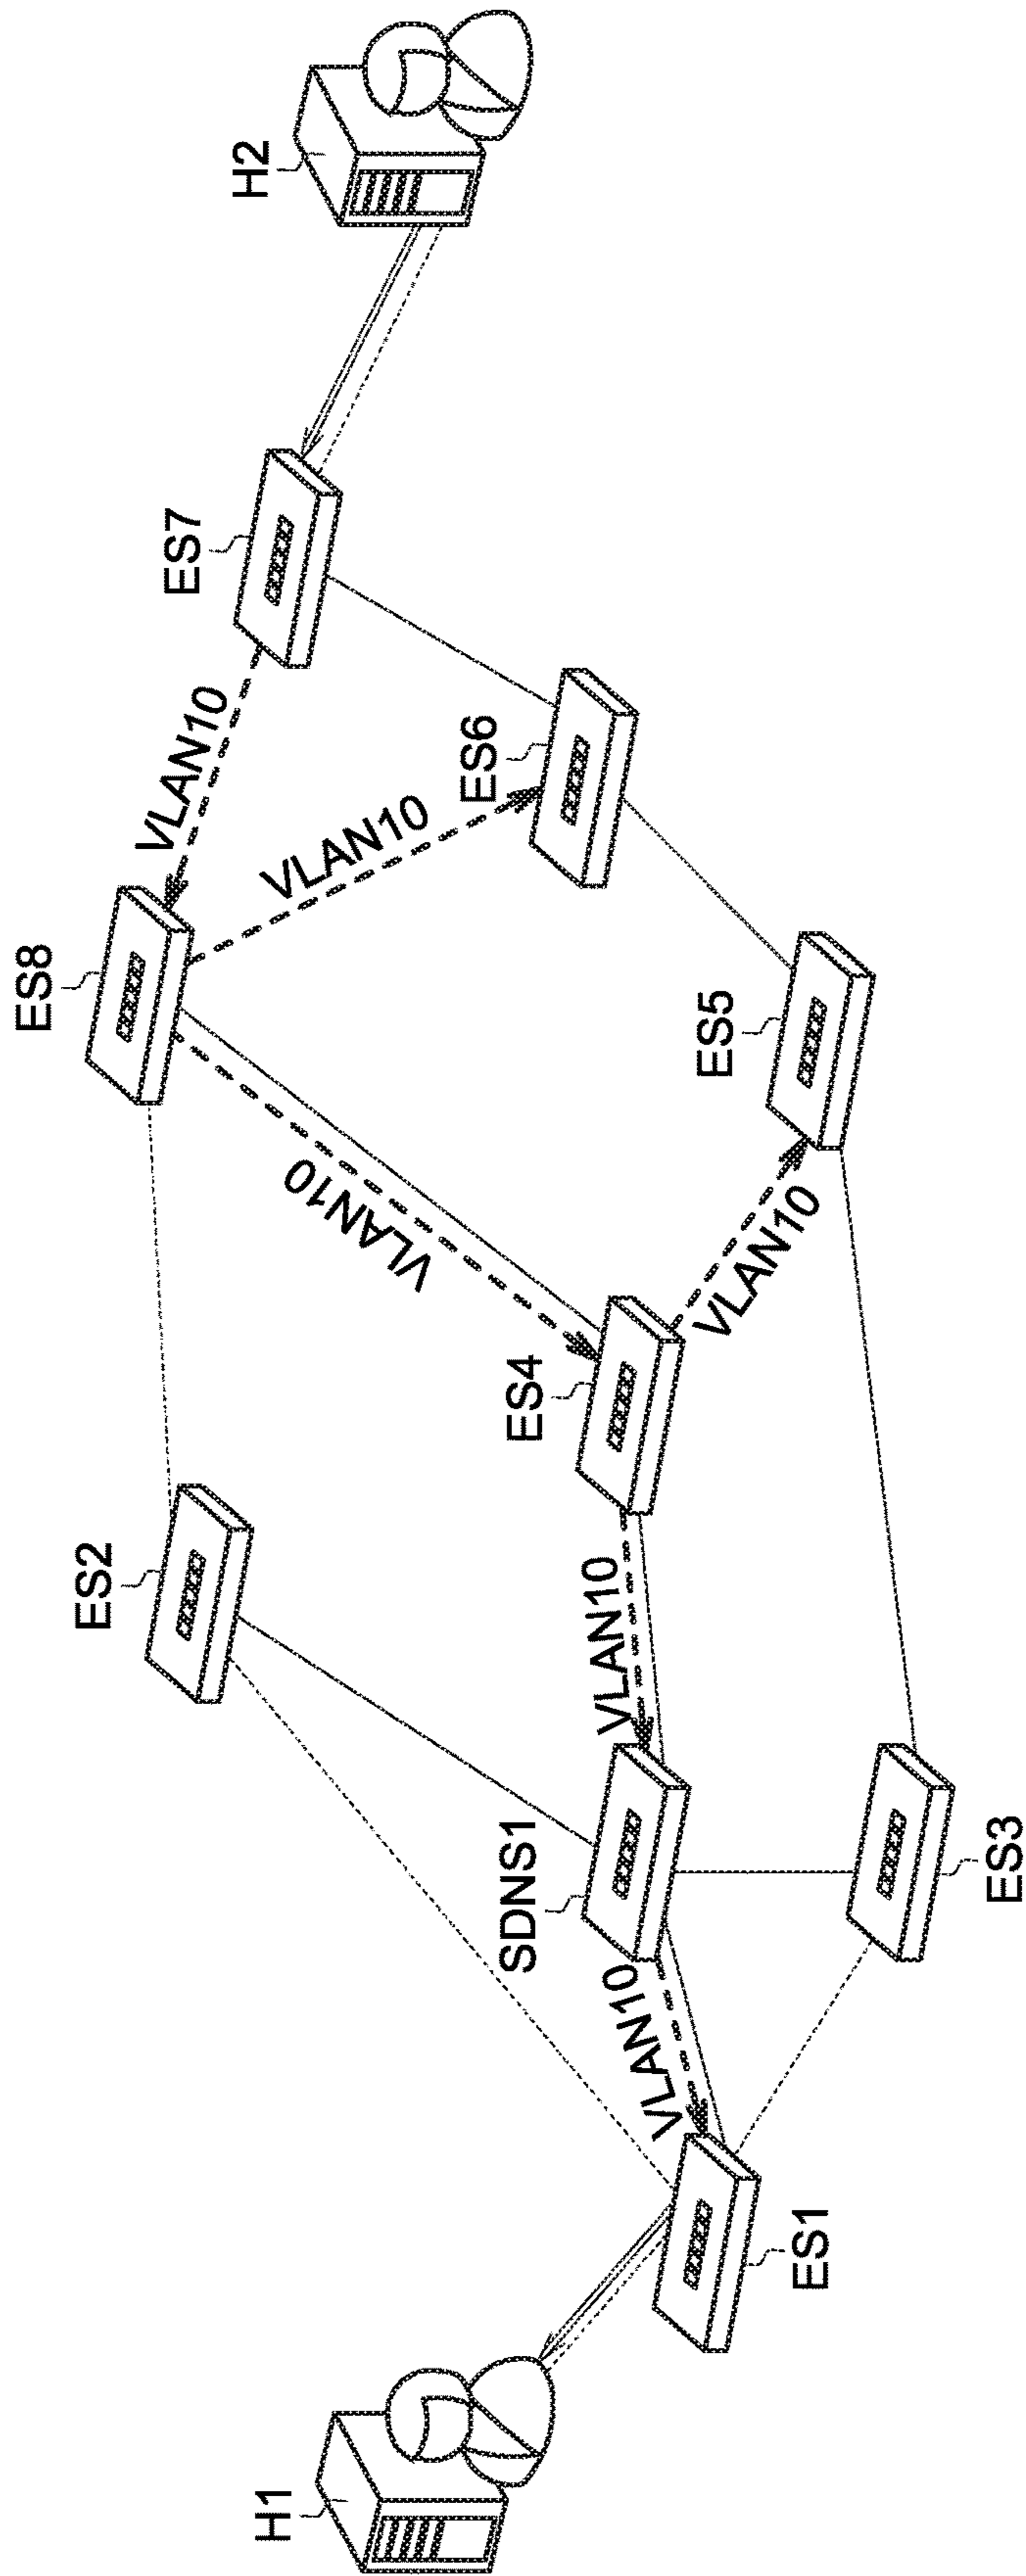 H2
ES7
VLAN10
ES8
VLAN10
ES6
VLAN10
ES5
VLAN10
ES4
ES2
VLAN10
SDNS1
ES3
VLAN10
ES1
H1